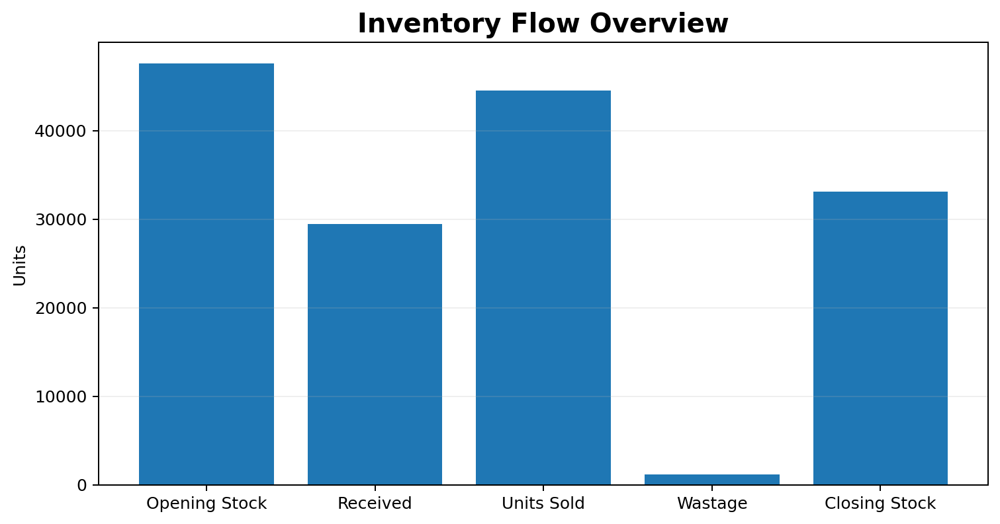 Inventory Flow Overview
Units
40000
30000
20000
10000
0
Opening Stock
Received
Units Sold
Wastage
Closing Stock